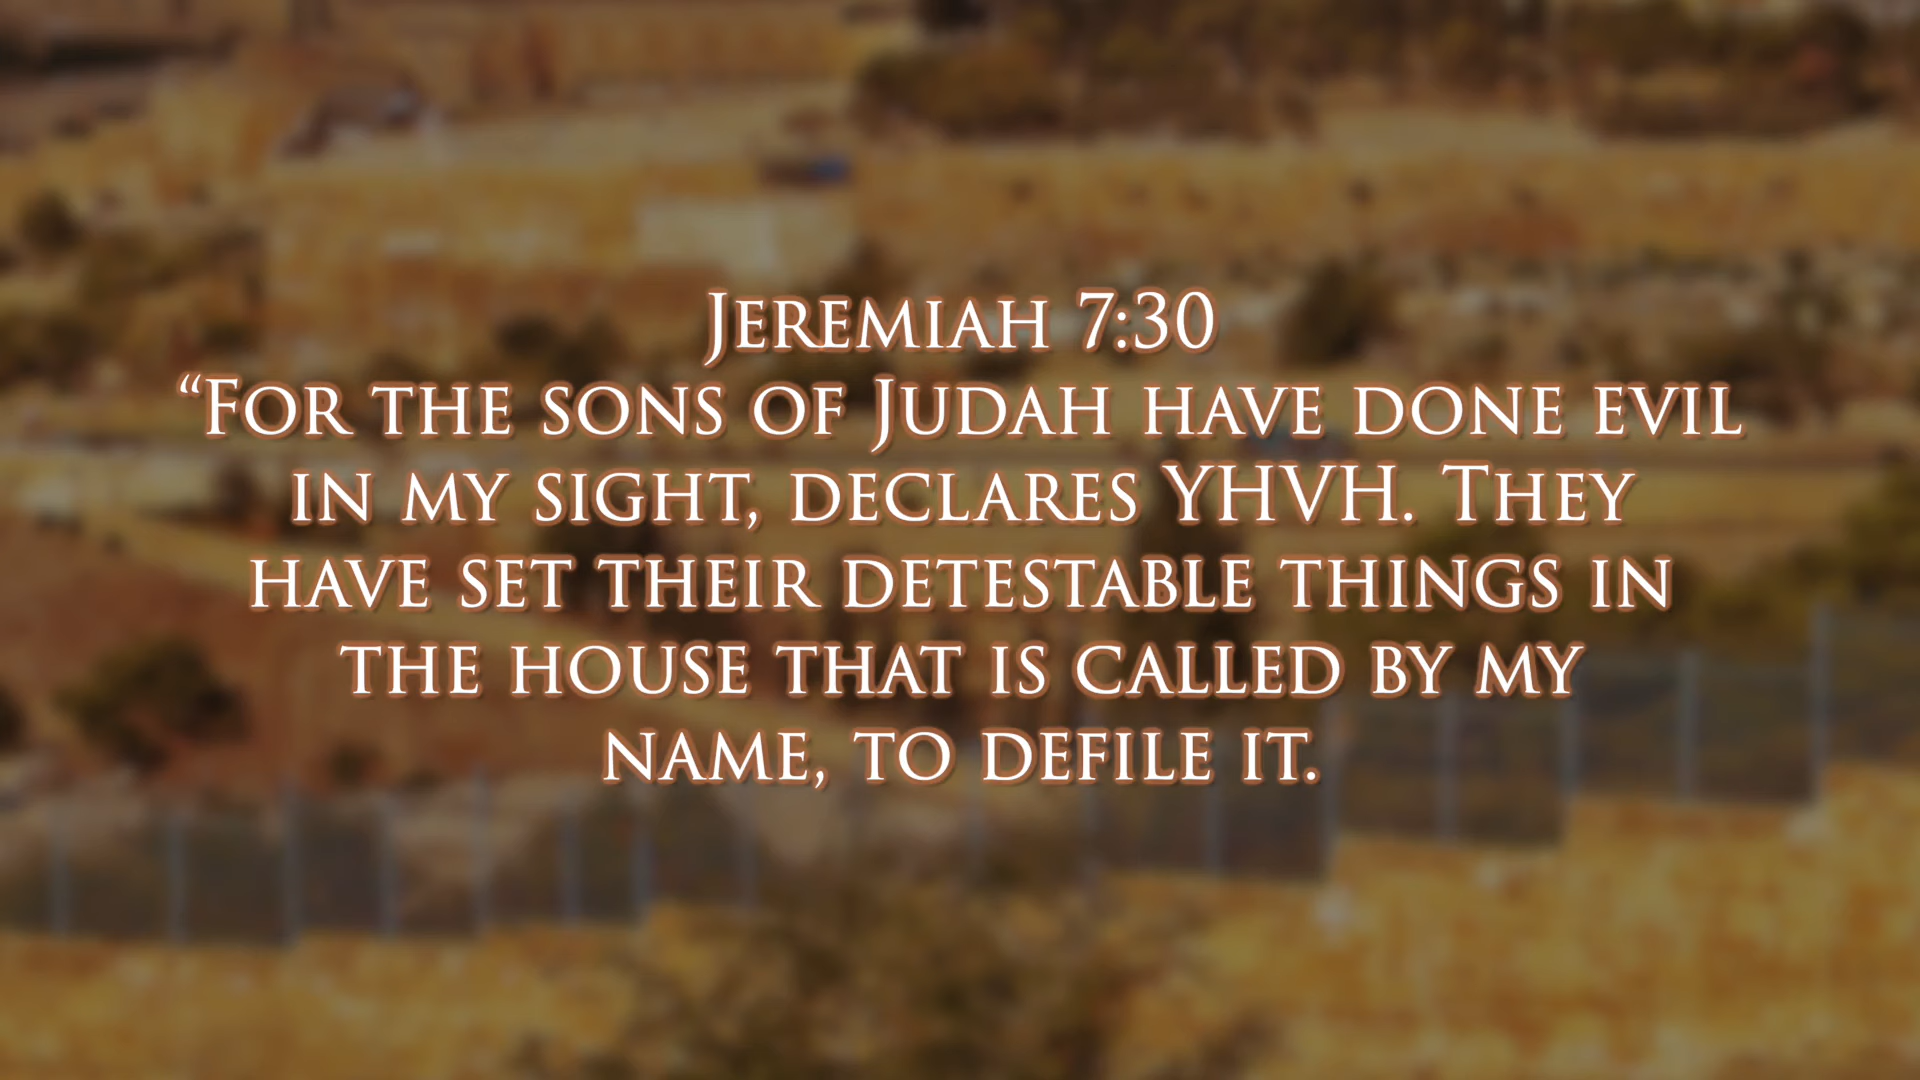 Jeremiah 7:30
“For the sons of Judah have done evil
in my sight, declares YHVH. They
have set their detestable things in
the house that is called by my
name, to defile it.